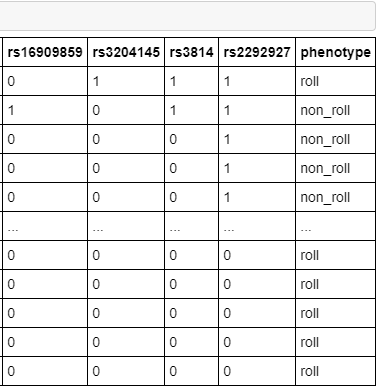 rs16909859 rs3204145 rs3814 rs2292927 phenotype
0 1 1 1 roll
1 0 1 1 non_roll
0 0 0 1 non_roll
0 0 0 1 non_roll
0 0 0 1 non_roll
... ... ... ... ...
0 0 0 0 roll
0 0 0 0 roll
0 0 0 0 roll
0 0 0 0 roll
0 0 0 0 roll